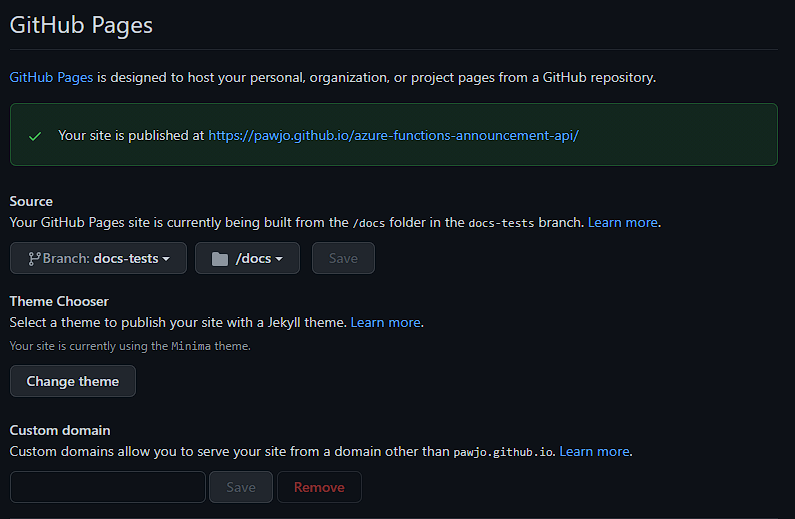 GitHub Pages
GitHub Pages is designed to host your personal, organization, or project pages from a GitHub repository.
Your site is published at https://pawjo.github.io/azure-functions-announcement-api/
Source
Your GitHub Pages site is currently being built from the /docs folder in the docs-tests branch. Learn more.
Branch: docs-tests /docs Save
Theme Chooser
Select a theme to publish your site with a Jekyll theme. Learn more.
Your site is currently using the Minima theme.
Change theme
Custom domain
Custom domains allow you to serve your site from a domain other than pawjo.github.io. Learn more.
Save Remove